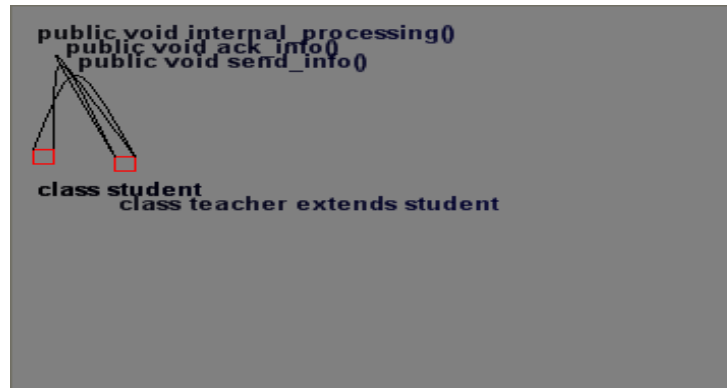 public void internal_processing()
public void ack_info()
public void send_info()
class student
class teacher extends student